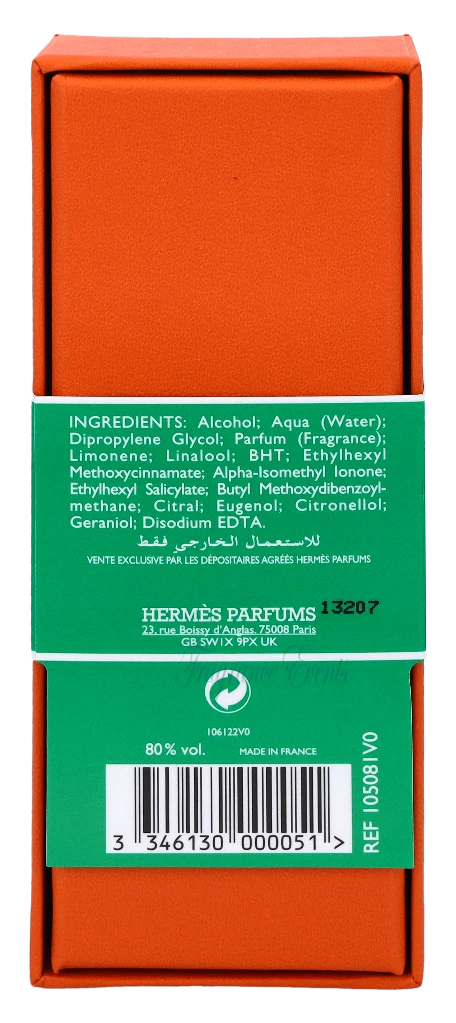 INGREDIENTS: Alcohol; Aqua (Water);
Dipropylene Glycol; Parfum (Fragrance);
Limonene; Linalool; BHT; Ethylhexyl
Methoxycinnamate; Alpha-Isomethyl Ionone;
Ethylhexyl Salicylate; Butyl Methoxydibenzoyl-
methane; Citral; Eugenol; Citronellol;
Geraniol; Disodium EDTA.
للاستعمال الخارجي فقط
VENTE EXCLUSIVE PAR LES DÉPOSITAIRES AGRÉÉS HERMÈS PARFUMS
HERMÈS PARFUMS 13207
23, rue Boissy d'Anglas. 75008 Paris
GB SW1X 9PX UK
Fragrance Events
106122V0
80% vol. MADE IN FRANCE
REF 105081V0
3 346130 000051 >